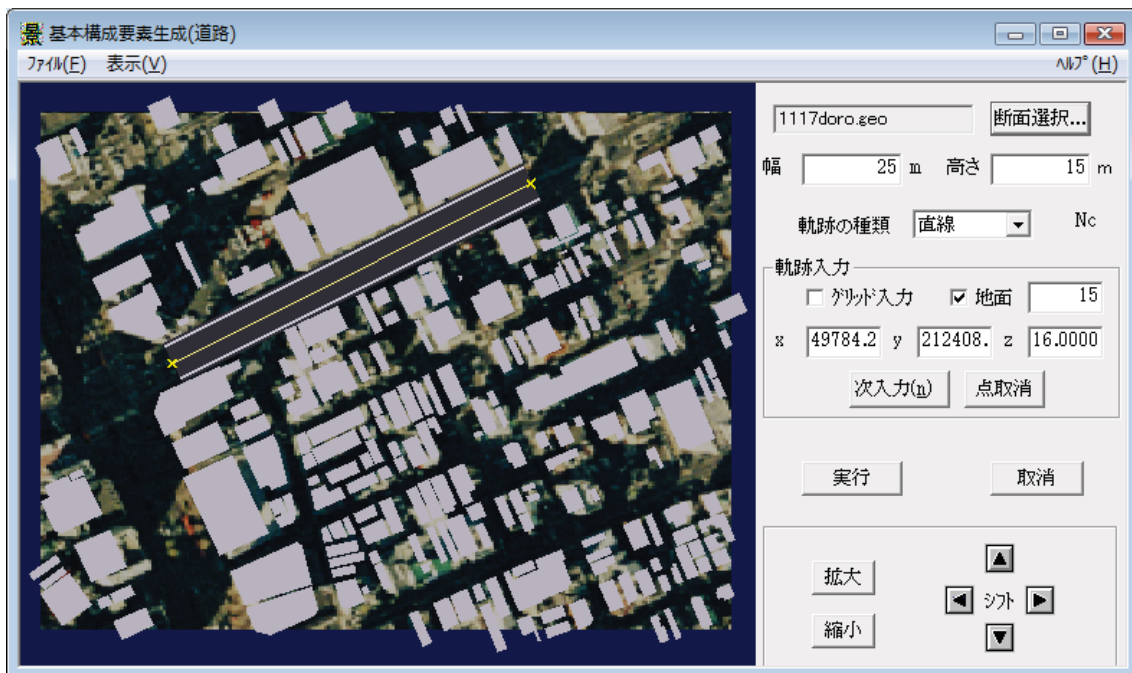 基本構成要素生成(道路)
ﾌｧｲﾙ(F) 表示(V) ﾍﾙﾌﾟ(H)
1117doro.geo 断面選択...
幅 25 m 高さ 15 m
軌跡の種類 直線 Nc
軌跡入力
ｸﾞﾘｯﾄﾞ入力 地面 15
x 49784.2 y 212408. z 16.0000
次入力(n) 点取消
実行 取消
拡大
ｼﾌﾄ
縮小